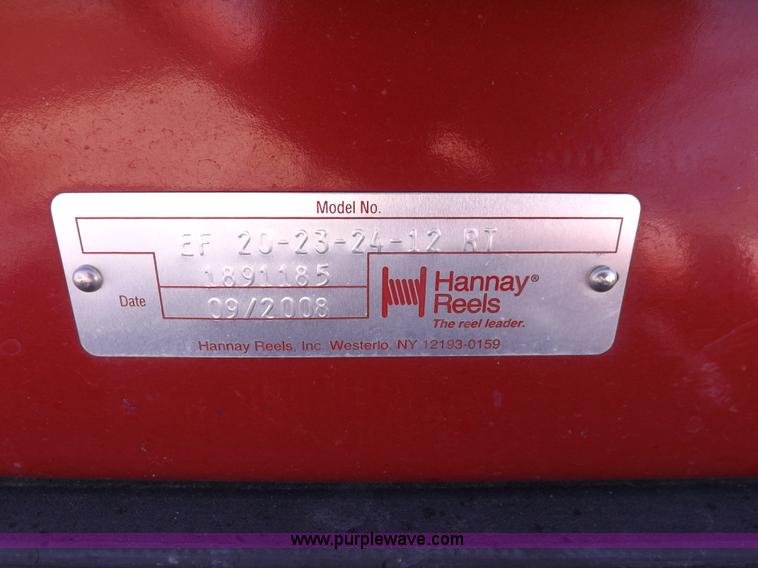 Model No.
EF 20-23-24-12 RT
1891185
Date 09/2008
Hannay®
Reels
The reel leader.
Hannay Reels, Inc. Westerlo, NY 12193-0159
www.purplewave.com